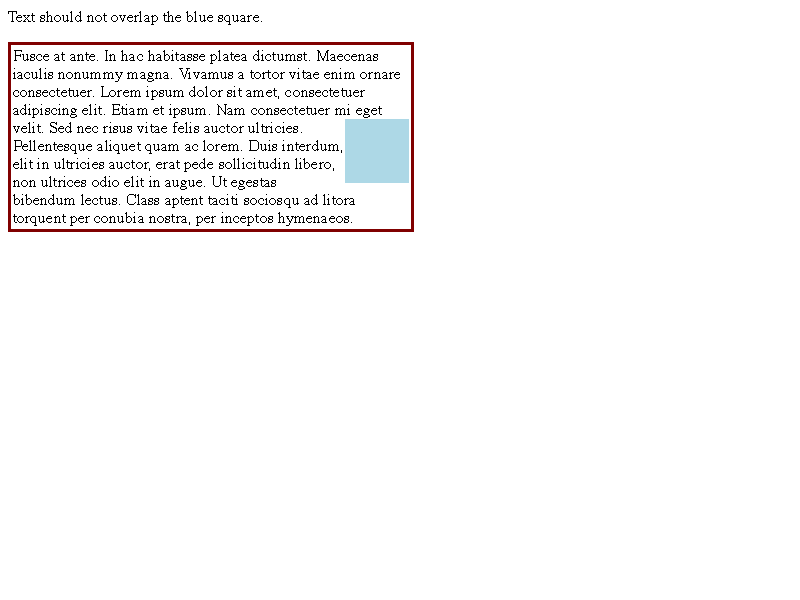 Text should not overlap the blue square.
Fusce at ante. In hac habitasse platea dictumst. Maecenas
iaculis nonummy magna. Vivamus a tortor vitae enim ornare
consectetuer. Lorem ipsum dolor sit amet, consectetuer
adipiscing elit. Etiam et ipsum. Nam consectetuer mi eget
velit. Sed nec risus vitae felis auctor ultricies.
Pellentesque aliquet quam ac lorem. Duis interdum,
elit in ultricies auctor, erat pede sollicitudin libero,
non ultrices odio elit in augue. Ut egestas
bibendum lectus. Class aptent taciti sociosqu ad litora
torquent per conubia nostra, per inceptos hymenaeos.